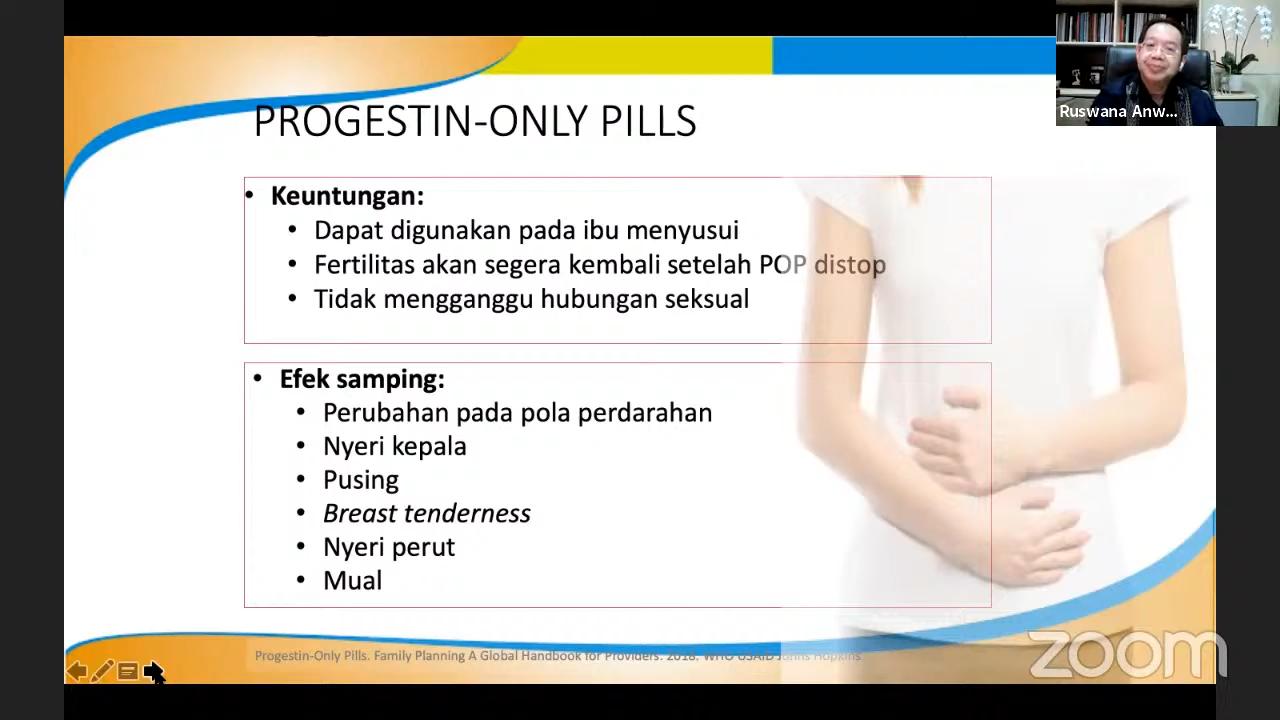 Ruswana Anw...
PROGESTIN-ONLY PILLS
• Keuntungan:
• Dapat digunakan pada ibu menyusui
• Fertilitas akan segera kembali setelah POP distop
• Tidak mengganggu hubungan seksual
• Efek samping:
• Perubahan pada pola perdarahan
• Nyeri kepala
• Pusing
• Breast tenderness
• Nyeri perut
• Mual
Progestin-Only Pills. Family Planning A Global Handbook for Providers. 2018. WHO USAID Johns Hopkins
zoom